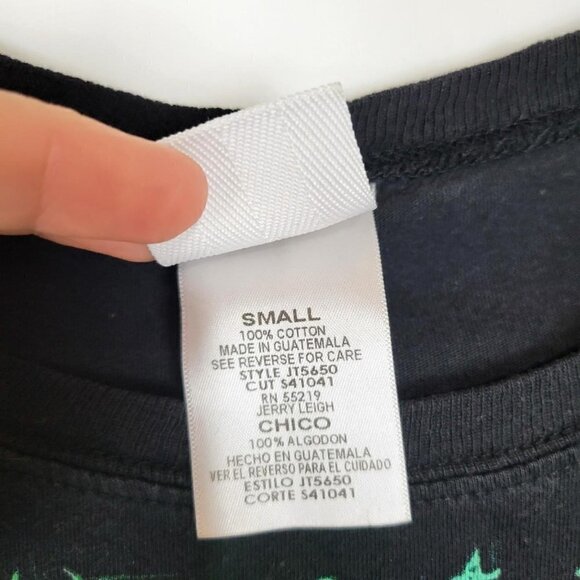 SMALL
100% COTTON
MADE IN GUATEMALA
SEE REVERSE FOR CARE
STYLE JT5650
CUT S41041
RN 55219
JERRY LEIGH
CHICO
100% ALGODON
HECHO EN GUATEMALA
VER EL REVERSO PARA EL CUIDADO
ESTILO JT5650
CORTE S41041